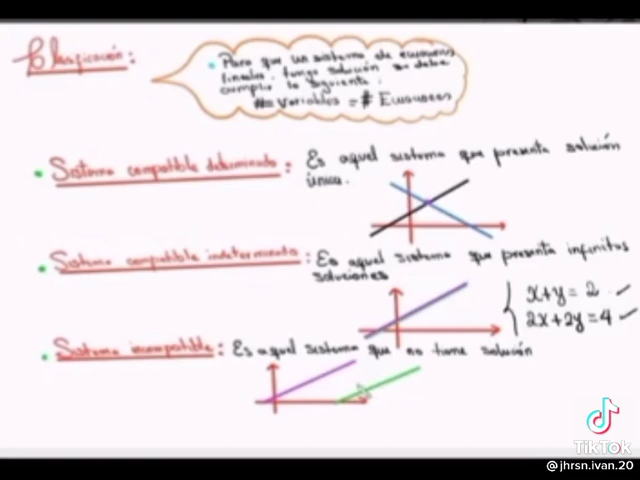 Clasificación:
• Para que un sistema de ecuaciones
lineales. tenga solución se debe
cumplir lo siguiente:
# Variables = # Ecuaciones
• Sistema compatible determinado: Es aquel sistema que presenta solución
única.
• Sistema compatible indeterminado: Es aquel sistema que presenta infinitas
soluciones
x+y=2
2x+2y=4
• Sistema incompatible: Es aquel sistema que no tiene solución
TikTok
@jhrsn.ivan.20